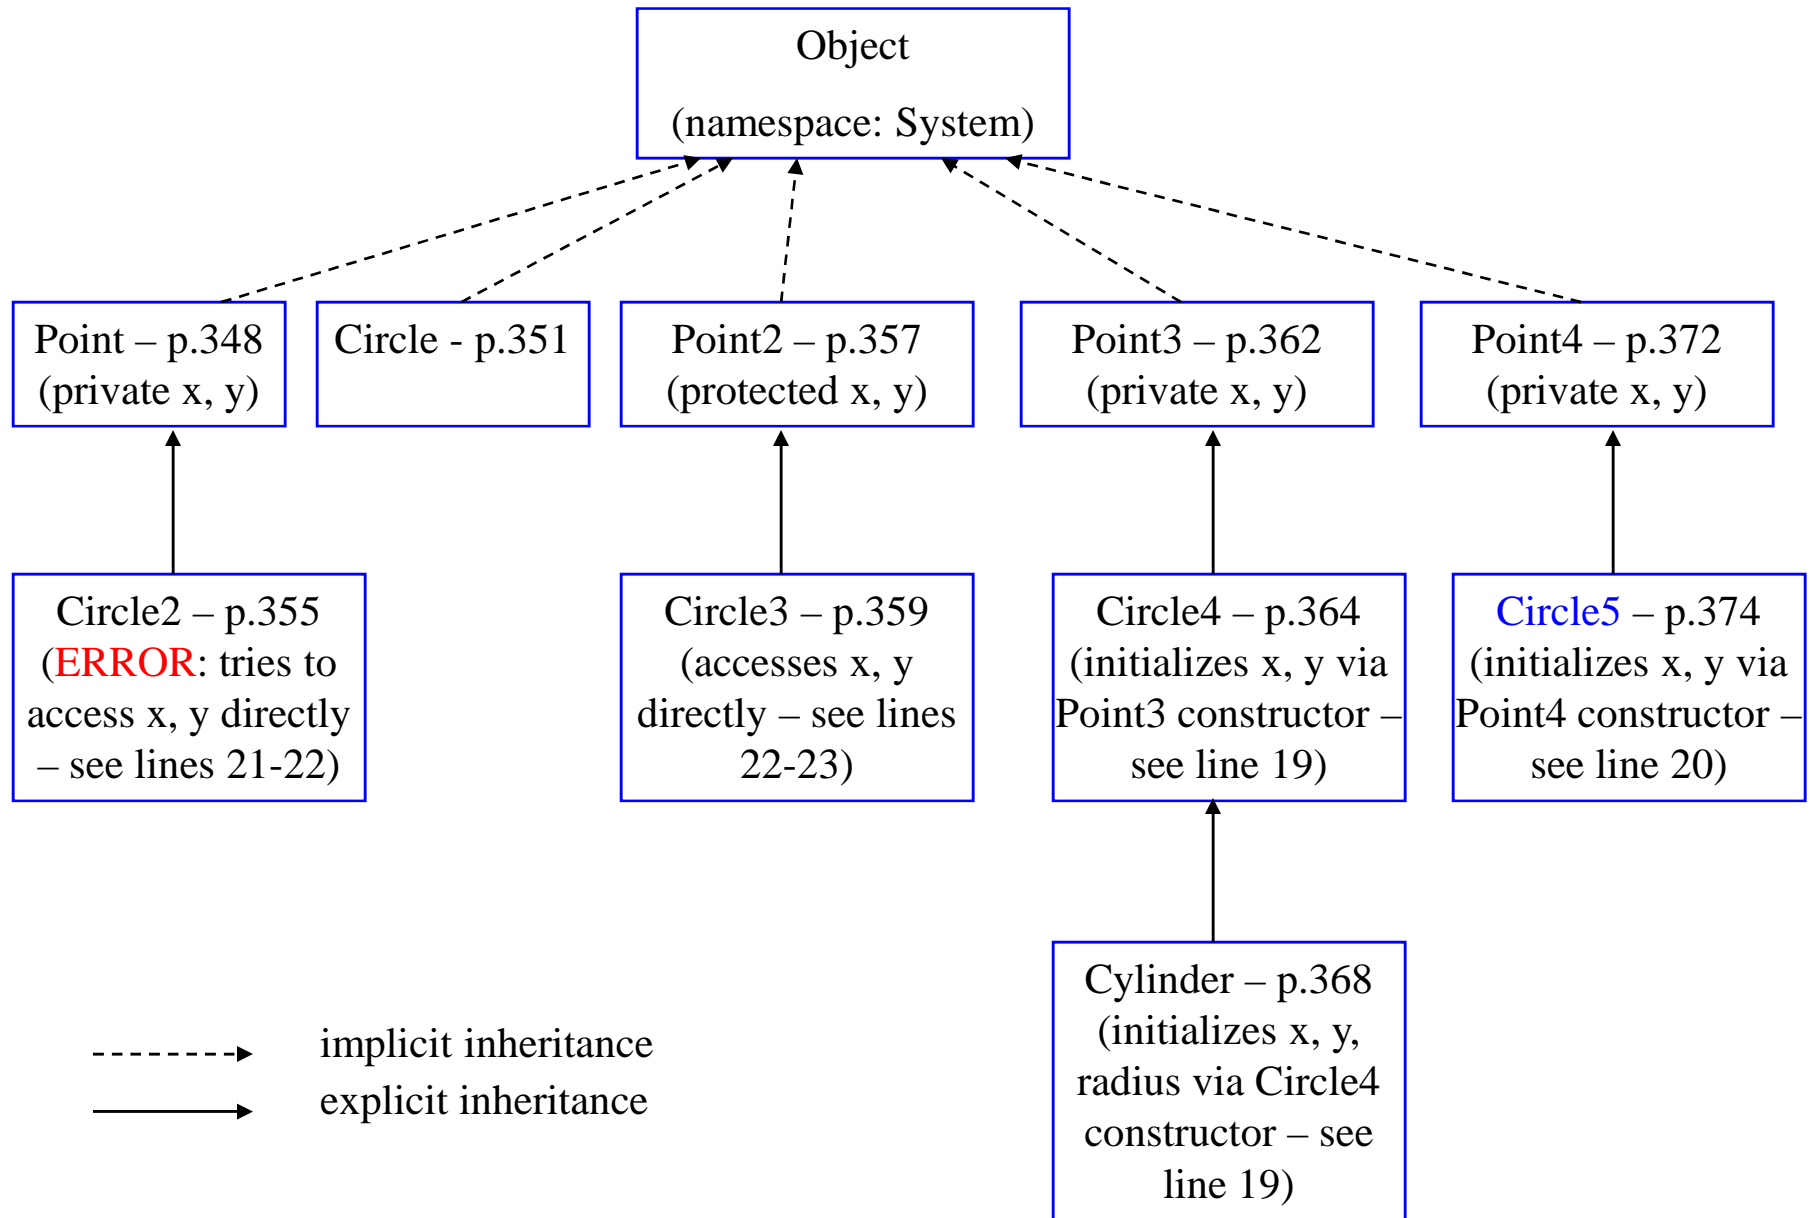 Object
(namespace: System)
Point – p.348
(private x, y)
Circle - p.351
Point2 – p.357
(protected x, y)
Point3 – p.362
(private x, y)
Point4 – p.372
(private x, y)
Circle2 – p.355
(ERROR: tries to
access x, y directly
– see lines 21-22)
Circle3 – p.359
(accesses x, y
directly – see lines
22-23)
Circle4 – p.364
(initializes x, y via
Point3 constructor –
see line 19)
Circle5 – p.374
(initializes x, y via
Point4 constructor –
see line 20)
Cylinder – p.368
(initializes x, y,
radius via Circle4
constructor – see
line 19)
implicit inheritance
explicit inheritance